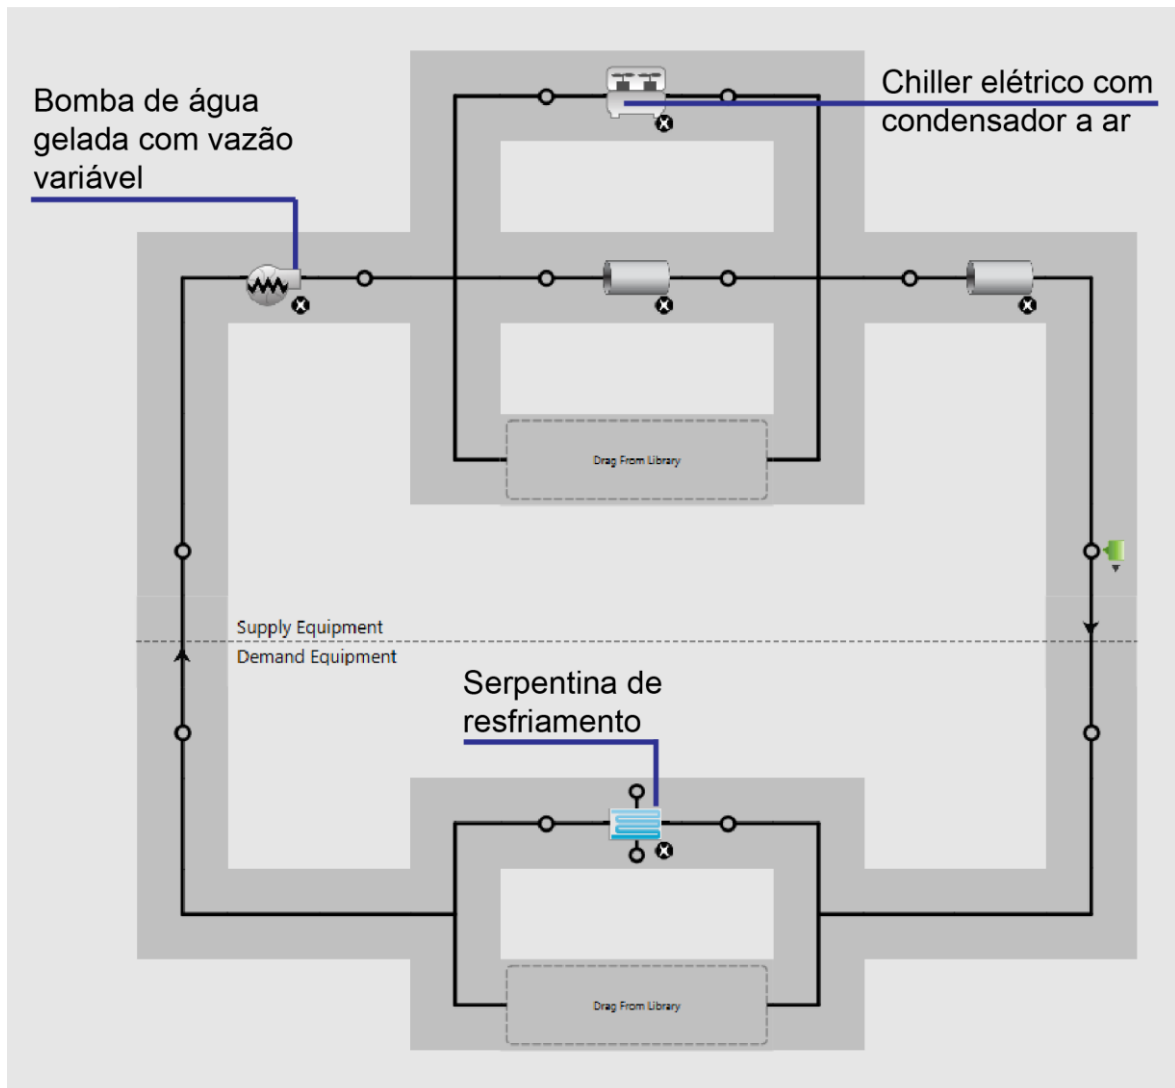 Bomba de água
gelada com vazão
variável
Chiller elétrico com
condensador a ar
Drag From Library
Supply Equipment
Demand Equipment
Serpentina de
resfriamento
Drag From Library